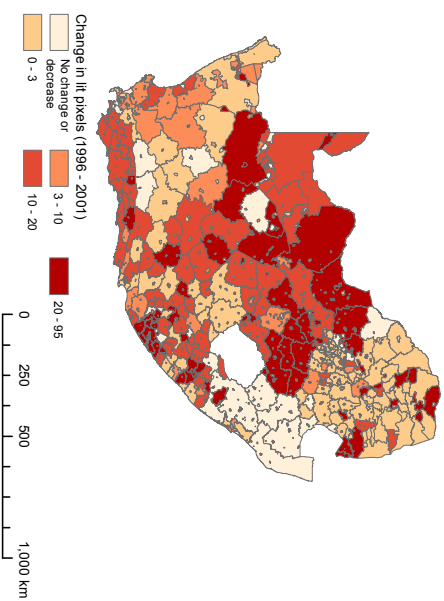 Change in lit pixels (1996 - 2001)
No change or
decrease
0 - 3
3 - 10
10 - 20
20 - 95
0 250 500 1,000 km